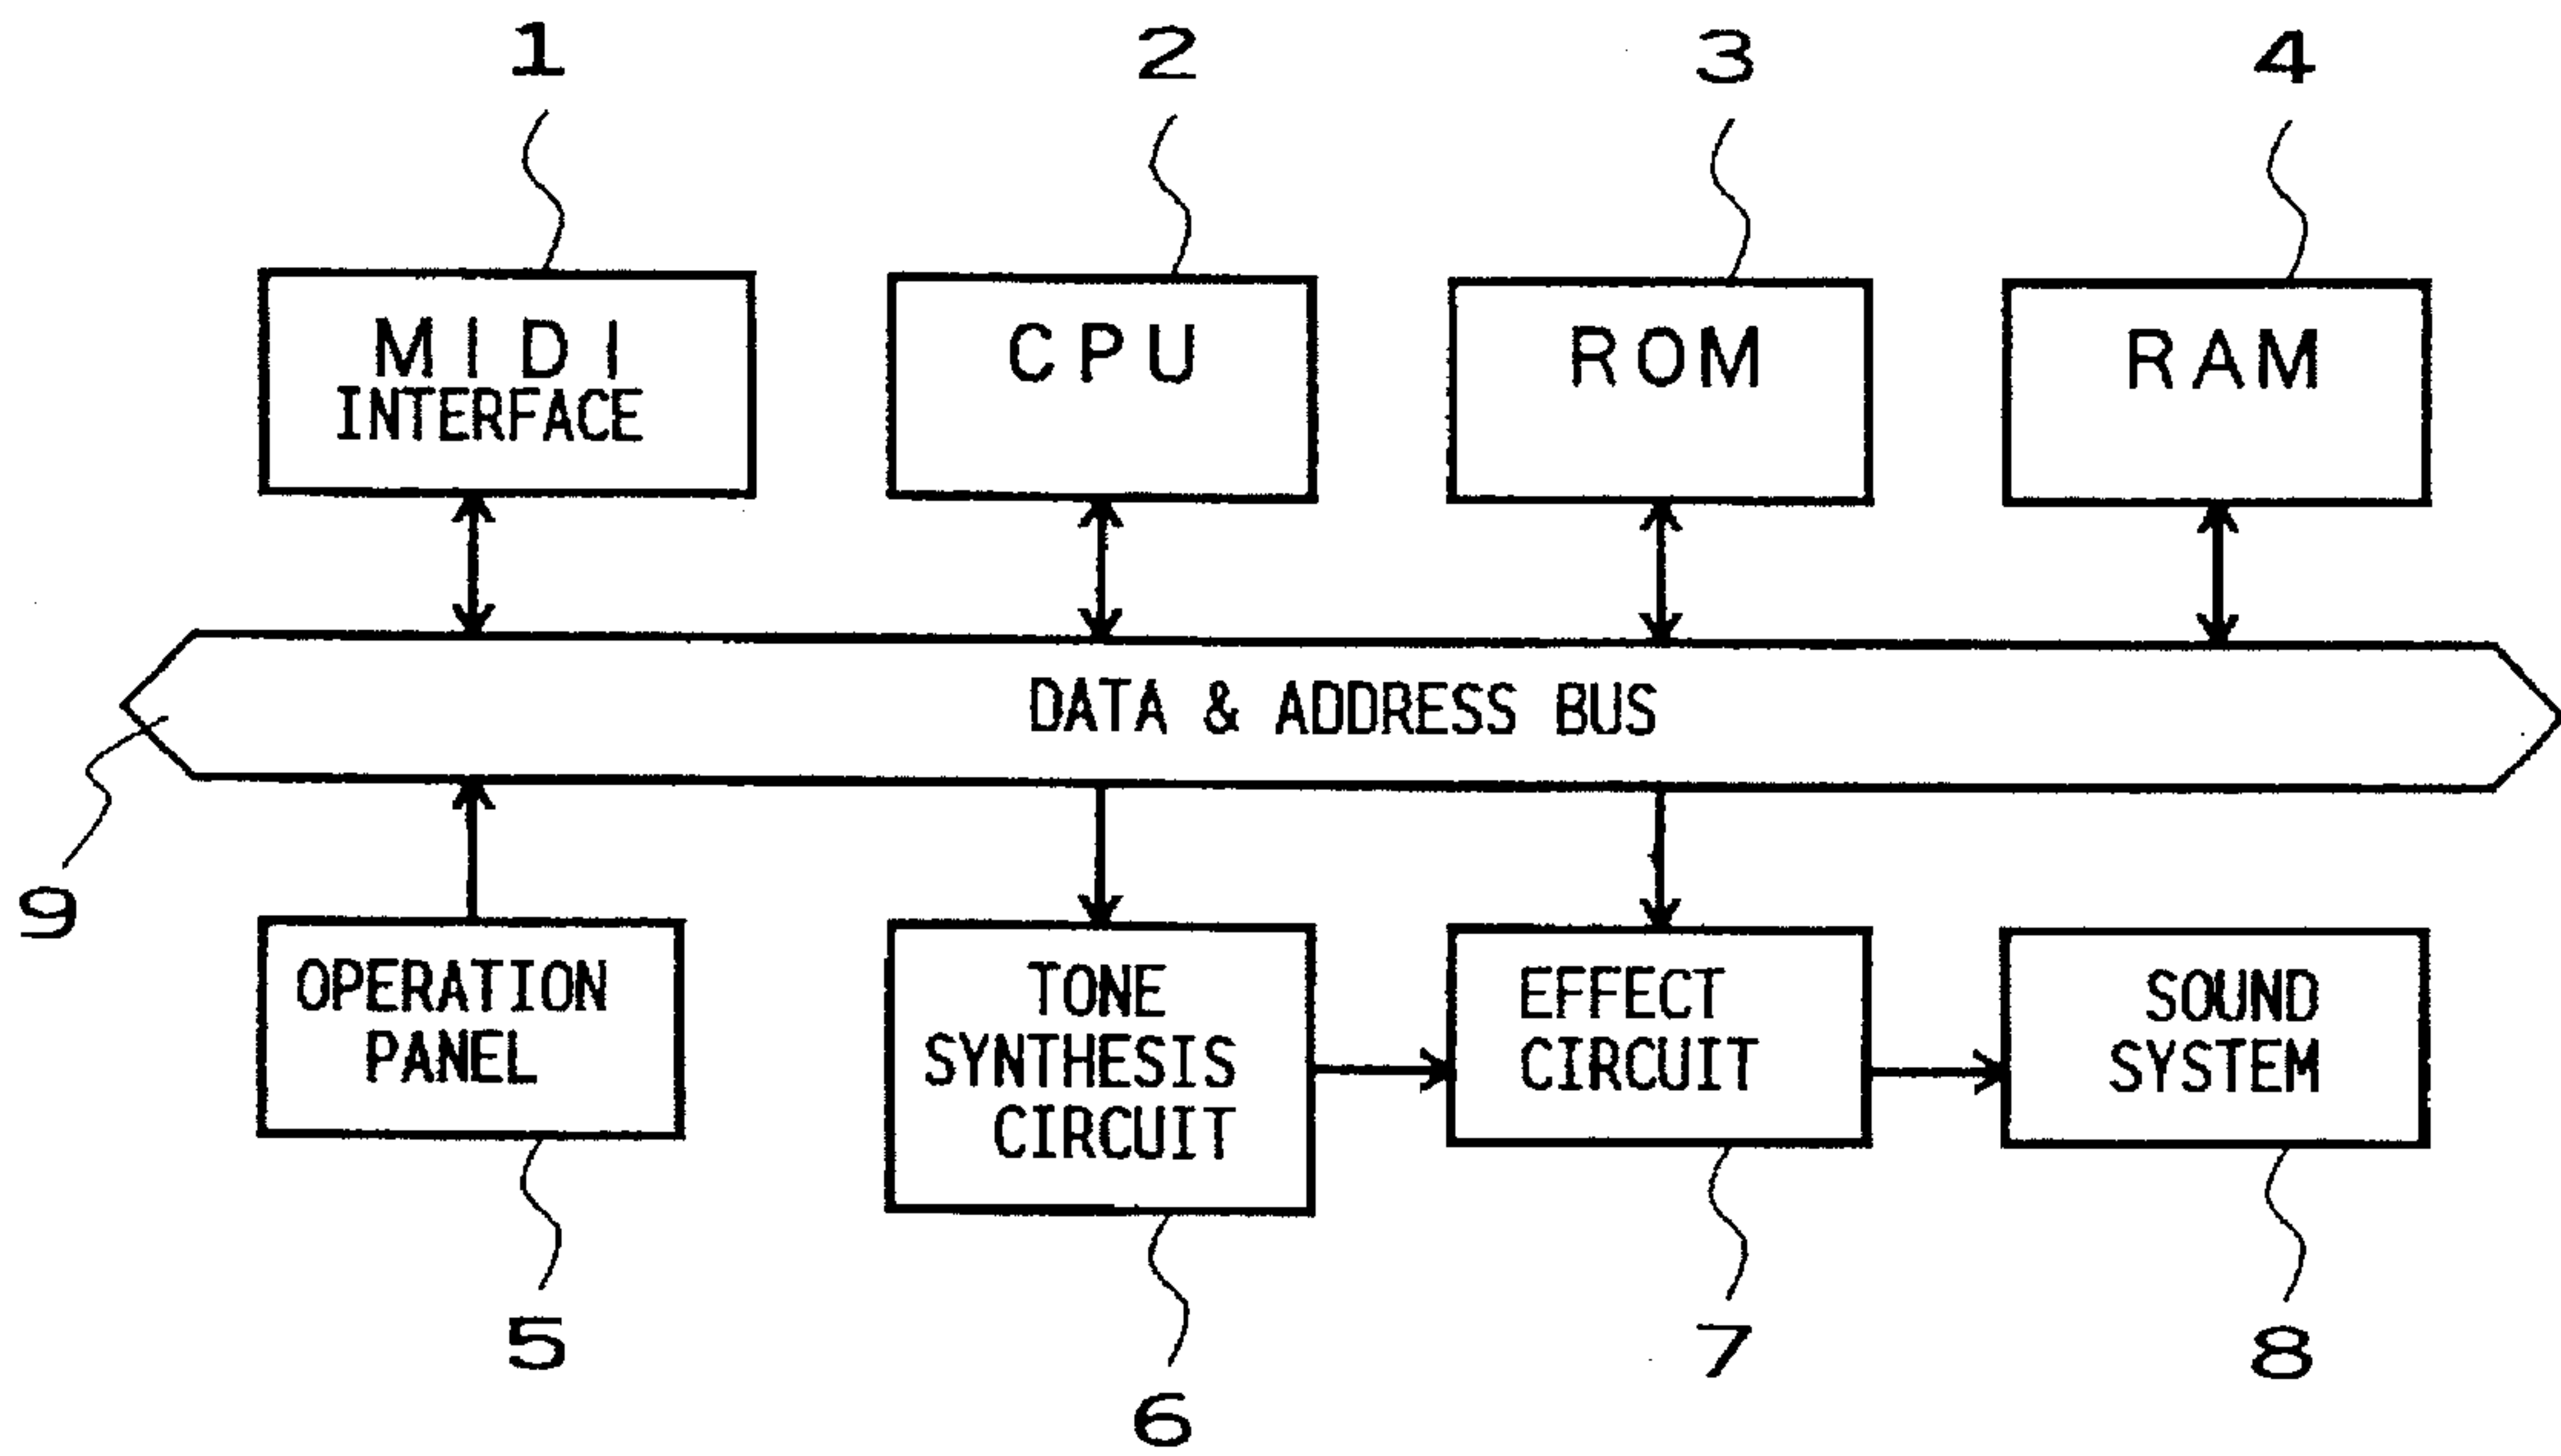 1
2
3
4
MIDI
INTERFACE
CPU
ROM
RAM
DATA & ADDRESS BUS
9
OPERATION
PANEL
TONE
SYNTHESIS
CIRCUIT
EFFECT
CIRCUIT
SOUND
SYSTEM
5
6
7
8